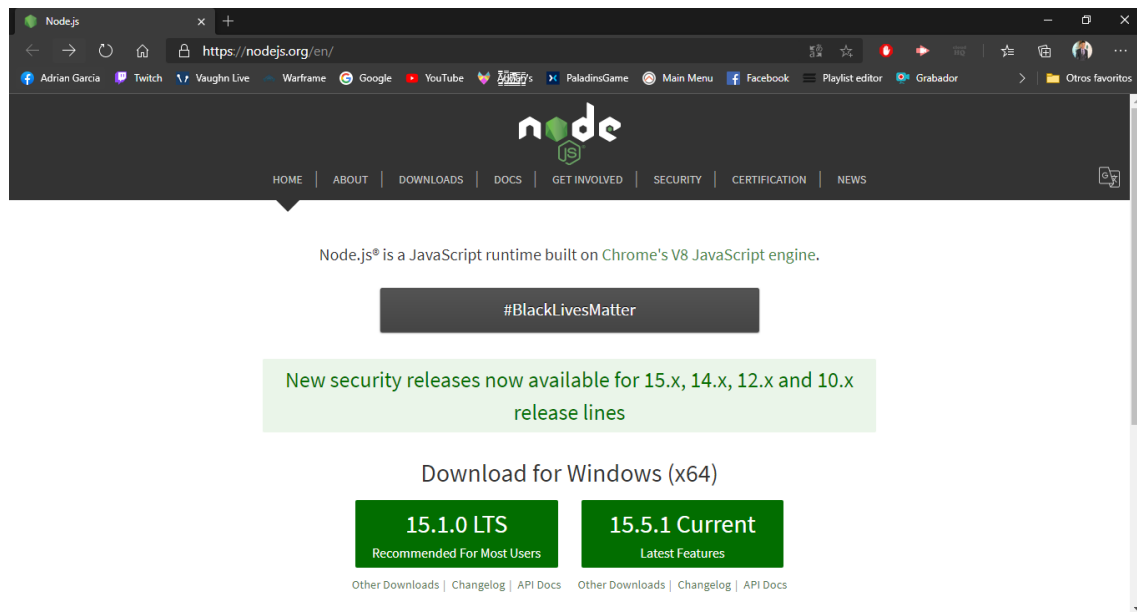 Node.js
https://nodejs.org/en/
Adrian García Twitch Vaughn Live Warframe Google YouTube PaladinsGame Main Menu Facebook Playlist editor Grabador Otros favoritos
node
JS
HOME ABOUT DOWNLOADS DOCS GET INVOLVED SECURITY CERTIFICATION NEWS
Node.js® is a JavaScript runtime built on Chrome's V8 JavaScript engine.
#BlackLivesMatter
New security releases now available for 15.x, 14.x, 12.x and 10.x
release lines
Download for Windows (x64)
15.1.0 LTS 15.5.1 Current
Recommended For Most Users Latest Features
Other Downloads | Changelog | API Docs Other Downloads | Changelog | API Docs